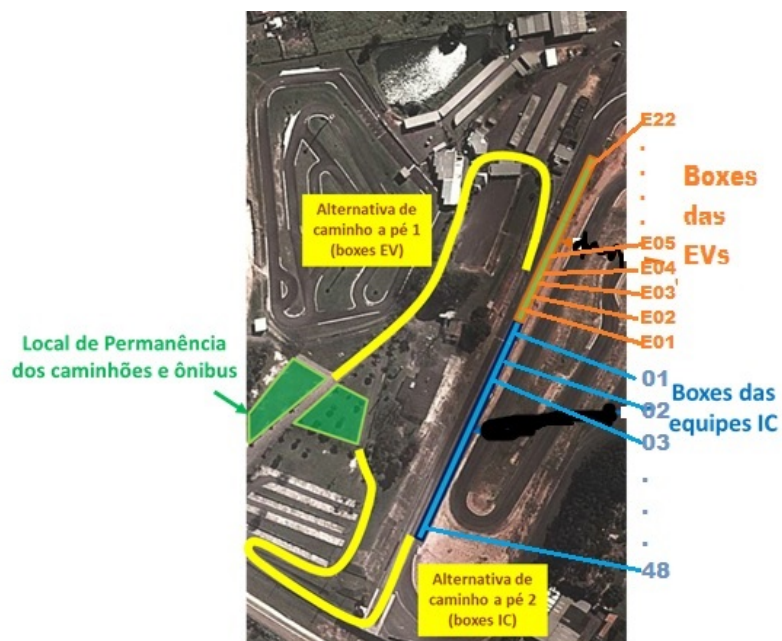 E22
.
.
.
.
Boxes
das
EVs
Alternativa de
caminho a pé 1
(boxes EV)
E05
E04
E03
E02
E01
Local de Permanência
dos caminhões e ônibus
01
02
03
.
.
.
48
Boxes das
equipes IC
Alternativa de
caminho a pé 2
(boxes IC)